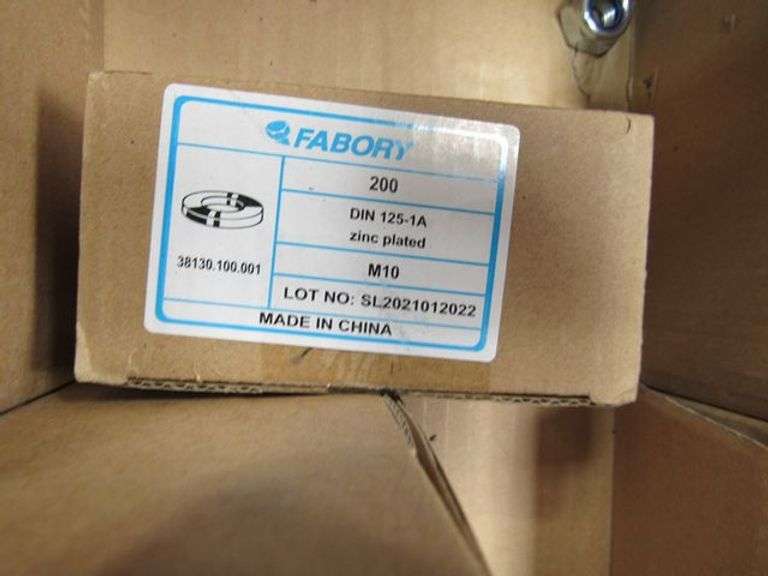 FABORY
200
DIN 125-1A
zinc plated
38130.100.001
M10
LOT NO: SL2021012022
MADE IN CHINA